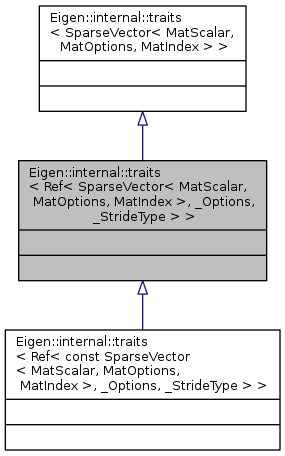 Eigen::internal::traits
< SparseVector< MatScalar,
MatOptions, MatIndex > >
Eigen::internal::traits
< Ref< SparseVector< MatScalar,
MatOptions, MatIndex >, _Options,
_StrideType > >
Eigen::internal::traits
< Ref< const SparseVector
< MatScalar, MatOptions,
MatIndex >, _Options, _StrideType > >